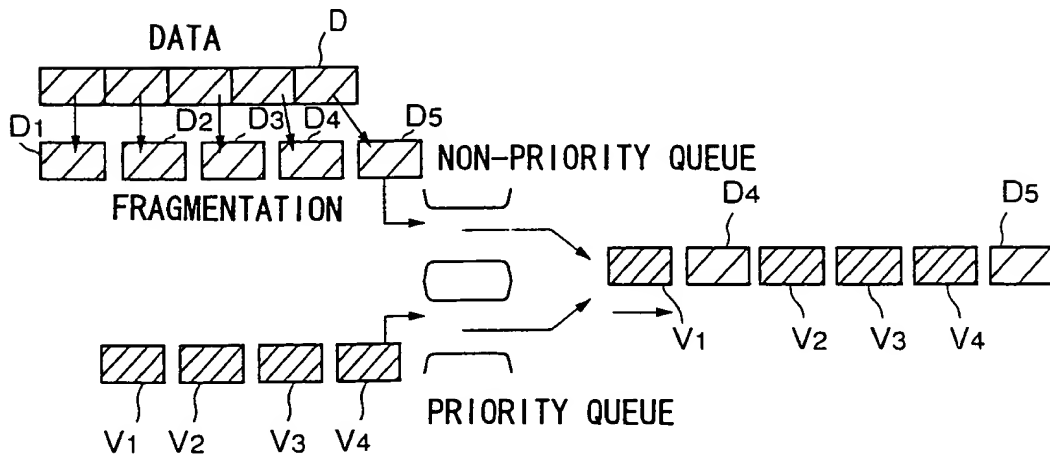 DATA
D
D1
D2
D3
D4
D5
NON-PRIORITY QUEUE
FRAGMENTATION
D4
D5
V1
V2
V3
V4
PRIORITY QUEUE
V1
V2
V3
V4